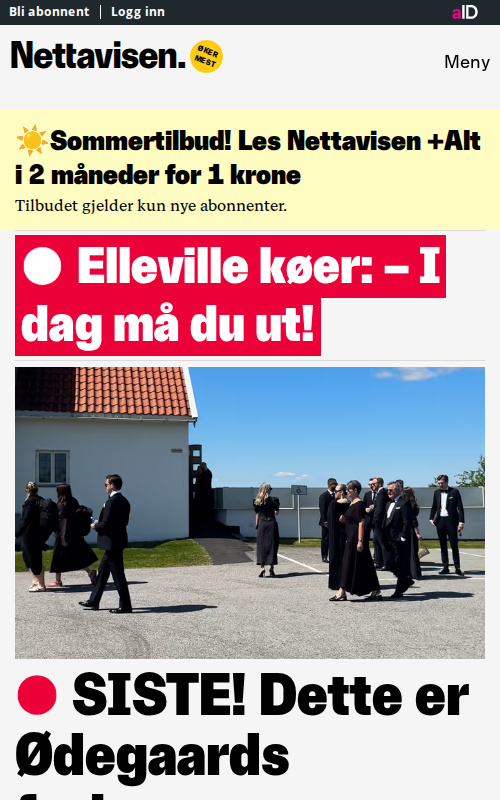 Bli abonnent | Logg inn
aID
Nettavisen.
ØKER
MEST
Meny
☀️Sommertilbud! Les Nettavisen +Alt
i 2 måneder for 1 krone
Tilbudet gjelder kun nye abonnenter.
Elleville køer: – I
dag må du ut!
SISTE! Dette er
Ødegaards